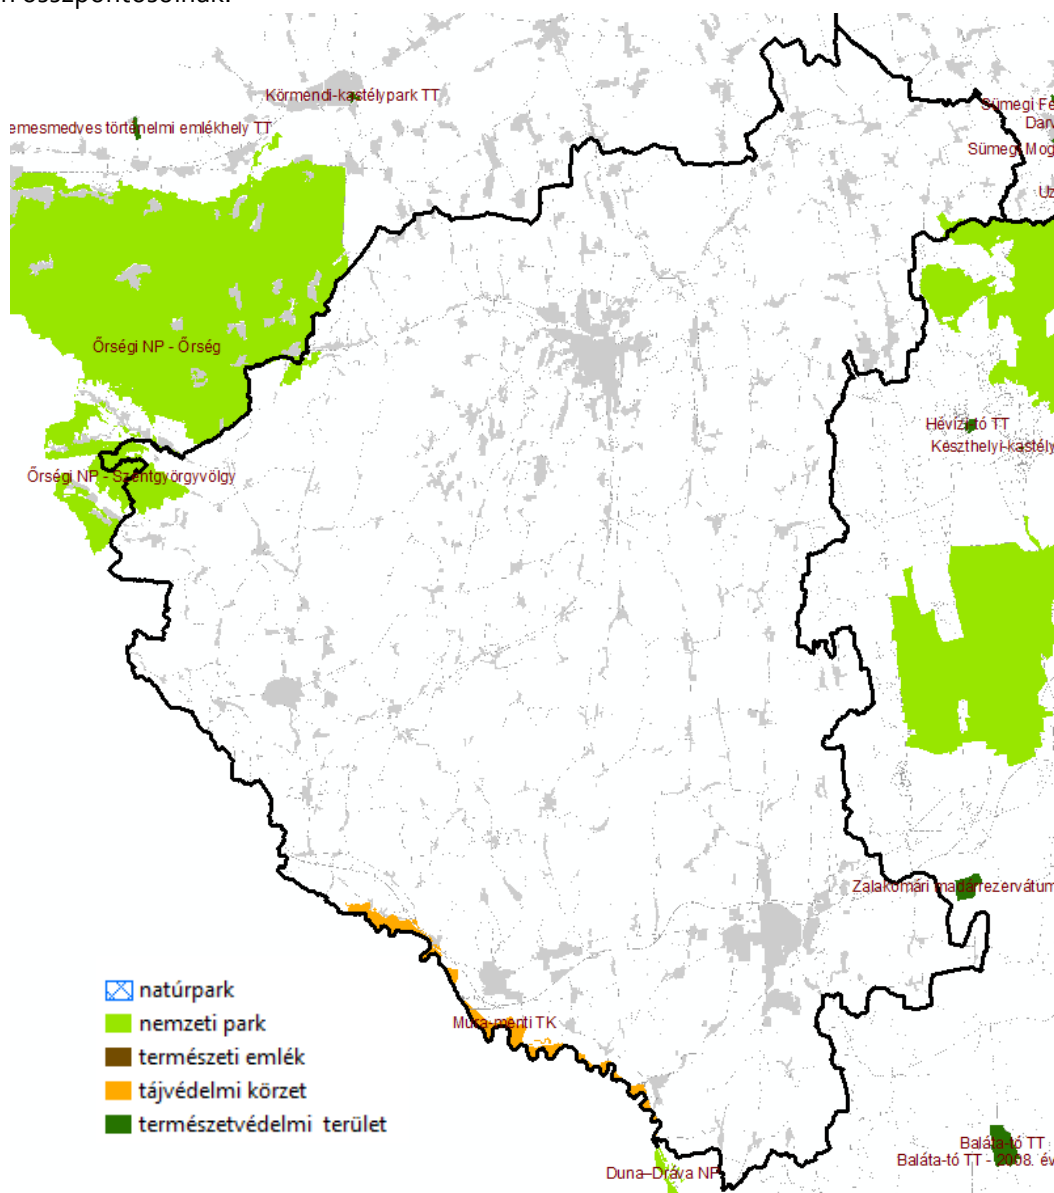 összpontosulnak.
Körmendi-kastélypark TT
emesmedves történelmi emlékhely TT
Sümegi Fe
Darv
Sümegi Mog
Uz
Őrségi NP - Őrség
Hévízi-tó TT
Keszthelyi-kastély
Őrségi NP - Szentgyörgyvölgy
Zalakomári madárrezervátum
natúrpark
nemzeti park
Mura-menti TK
természeti emlék
tájvédelmi körzet
természetvédelmi terület
Baláta-tó TT
Baláta-tó TT - 2008. év
Duna–Dráva NP